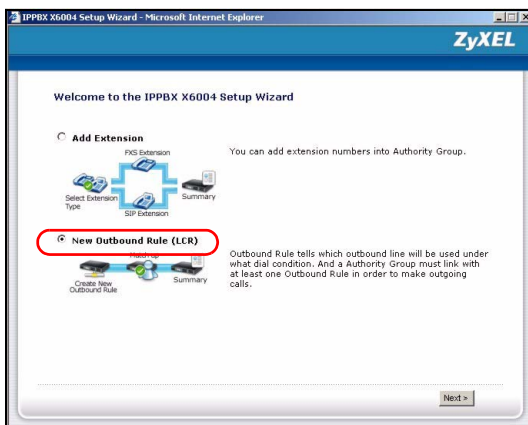 IPPBX X6004 Setup Wizard - Microsoft Internet Explorer
ZyXEL
Welcome to the IPPBX X6004 Setup Wizard
Add Extension
FXS Extension
Select Extension
Type
SIP Extension
Summary
You can add extension numbers into Authority Group.
New Outbound Rule (LCR)
Create New
Outbound Rule
Summary
Outbound Rule tells which outbound line will be used under
what dial condition. And a Authority Group must link with
at least one Outbound Rule in order to make outgoing
calls.
Next >